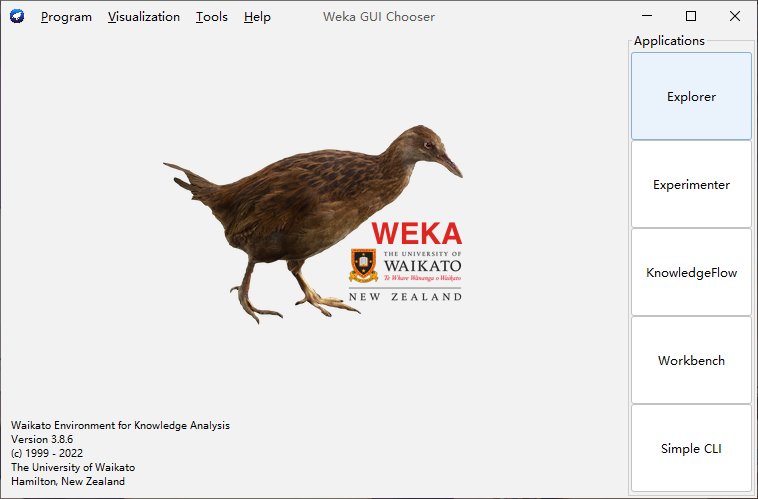 Program Visualization Tools Help Weka GUI Chooser
Applications
Explorer
Experimenter
KnowledgeFlow
Workbench
Simple CLI
WEKA
THE UNIVERSITY OF
WAIKATO
Te Whare Wānanga o Waikato
NEW ZEALAND
Waikato Environment for Knowledge Analysis
Version 3.8.6
(c) 1999 - 2022
The University of Waikato
Hamilton, New Zealand